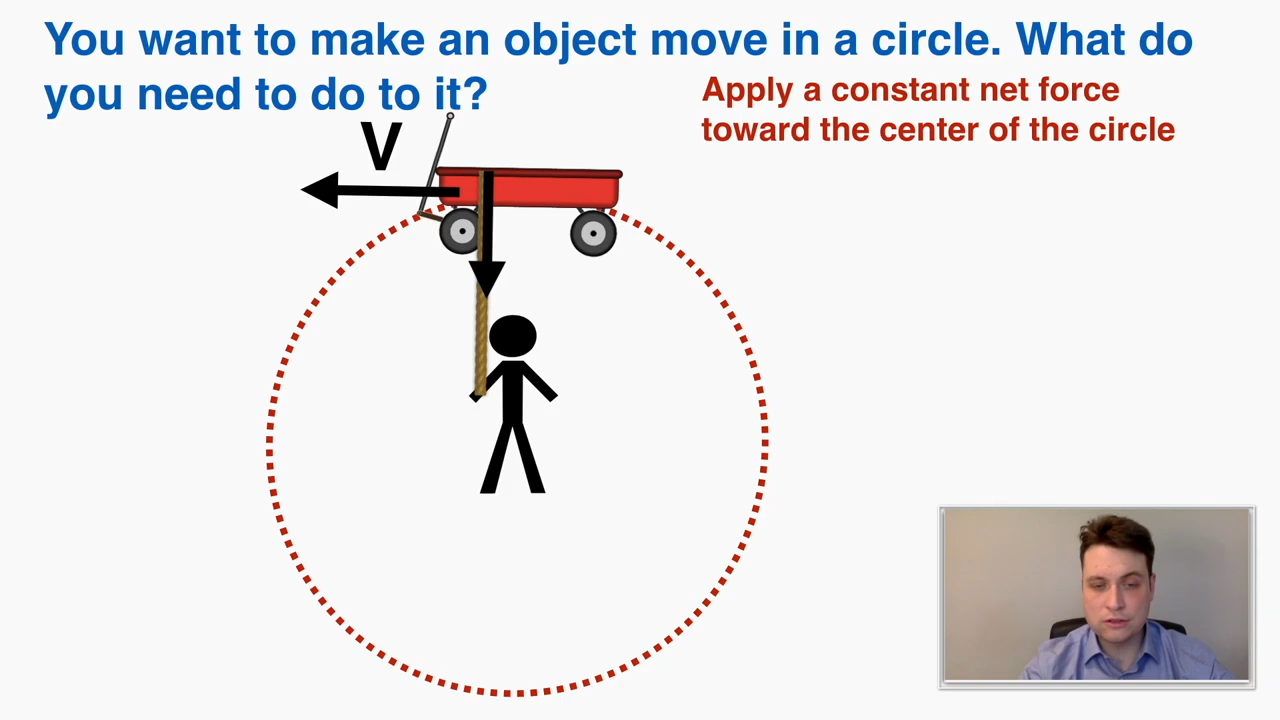 You want to make an object move in a circle. What do
you need to do to it?
Apply a constant net force
toward the center of the circle
V